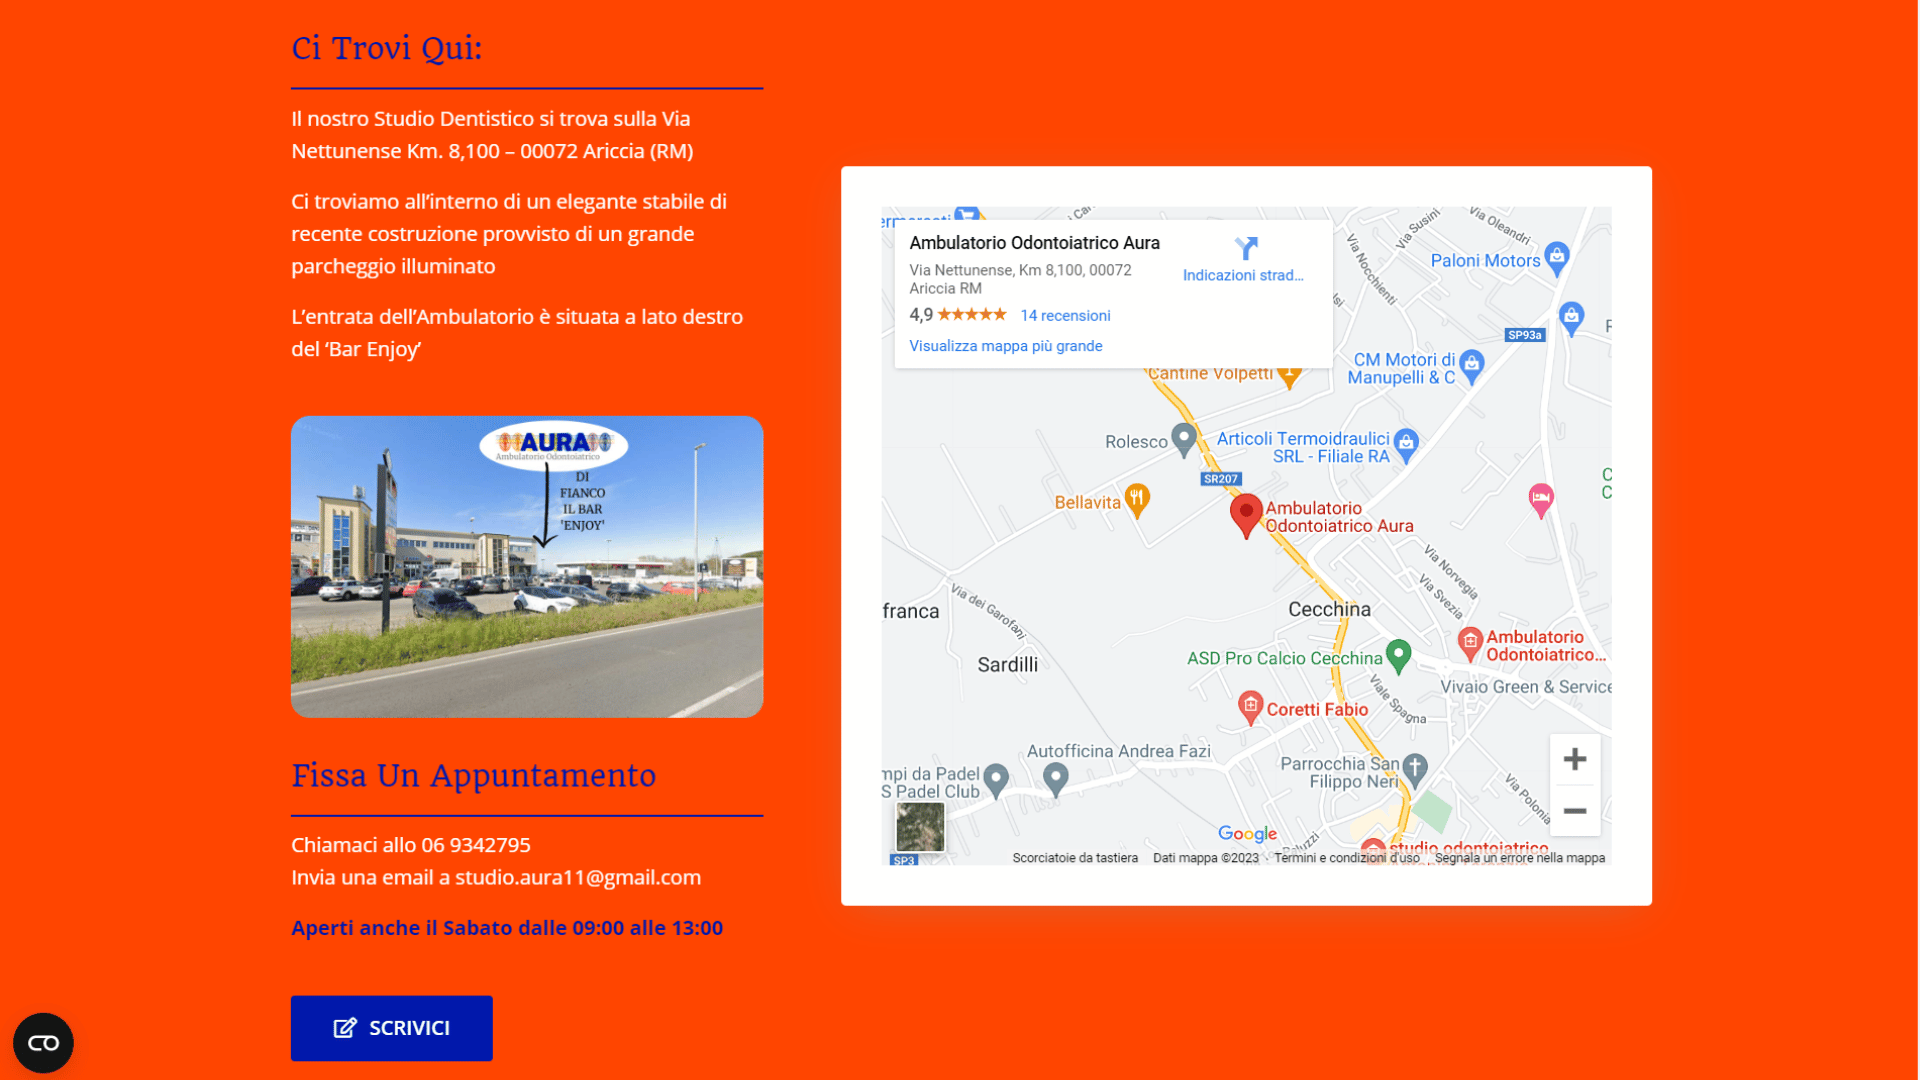 Ci Trovi Qui:
Il nostro Studio Dentistico si trova sulla Via
Nettunense Km. 8,100 – 00072 Ariccia (RM)
Ci troviamo all’interno di un elegante stabile di
recente costruzione provvisto di un grande
parcheggio illuminato
L’entrata dell’Ambulatorio è situata a lato destro
del ‘Bar Enjoy’
AURA
Ambulatorio Odontoiatrico
DI
FIANCO
IL BAR
'ENJOY'
Fissa Un Appuntamento
Chiamaci allo 06 9342795
Invia una email a studio.aura11@gmail.com
Aperti anche il Sabato dalle 09:00 alle 13:00
SCRIVICI
Ambulatorio Odontoiatrico Aura
Via Nettunense, Km 8,100, 00072
Ariccia RM
4,9
14 recensioni
Visualizza mappa più grande
Indicazioni strad...
Via Susini
Via Oleandri
Via Nocchienti
Paloni Motors
SP93a
CM Motori di
Manupelli & C
Cantine Volpetti
Rolesco
Articoli Termoidraulici
SRL - Filiale RA
SR207
Bellavita
Ambulatorio
Odontoiatrico Aura
Via Norvegia
Via Svezia
Via dei Garofani
franca
Cecchina
Sardilli
ASD Pro Calcio Cecchina
Ambulatorio
Odontoiatrico...
Vivaio Green & Service
Viale Spagna
Coretti Fabio
Autofficina Andrea Fazi
mpi da Padel
S Padel Club
Parrocchia San
Filippo Neri
Via Polonia
Google
studio odontoiatrico
SP3
Scorciatoie da tastiera
Dati mappa ©2023
Termini e condizioni d'uso
Segnala un errore nella mappa